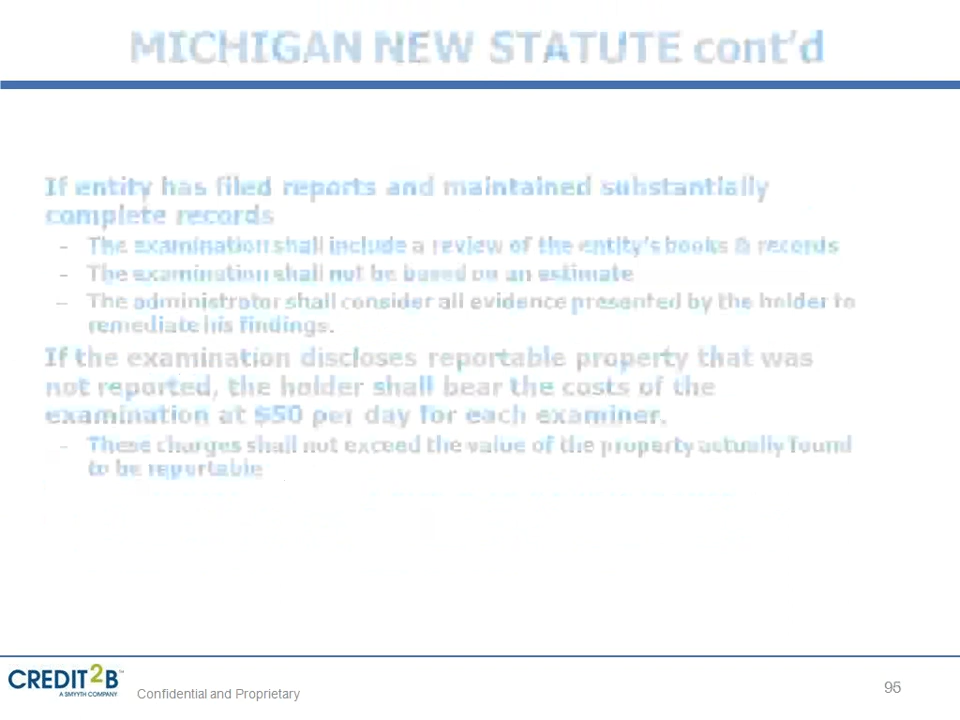 MICHIGAN NEW STATUTE cont’d
If entity has filed reports and maintained substantially
complete records
– The examination shall include a review of the entity’s books & records
– The examination shall not be based on an estimate
– The administrator shall consider all evidence presented by the holder to
remediate his findings.
If the examination discloses reportable property that was
not reported, the holder shall bear the costs of the
examination at $50 per day for each examiner.
– These charges shall not exceed the value of the property actually found
to be reportable
CREDIT2B™
A SMYYTH COMPANY
Confidential and Proprietary
95